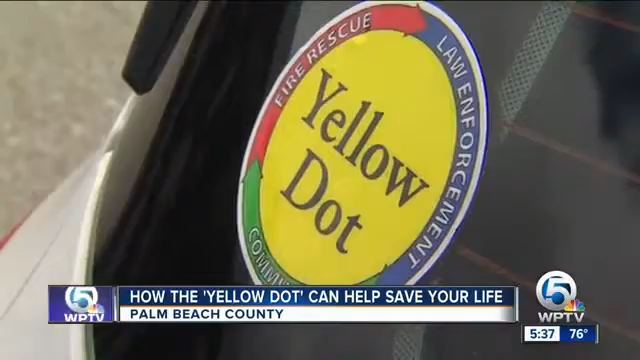 FIRE RESCUE
LAW ENFORCEMENT
Yellow
Dot
5 HOW THE 'YELLOW DOT' CAN HELP SAVE YOUR LIFE
WPTV PALM BEACH COUNTY
5
WPTV
5:37 76°